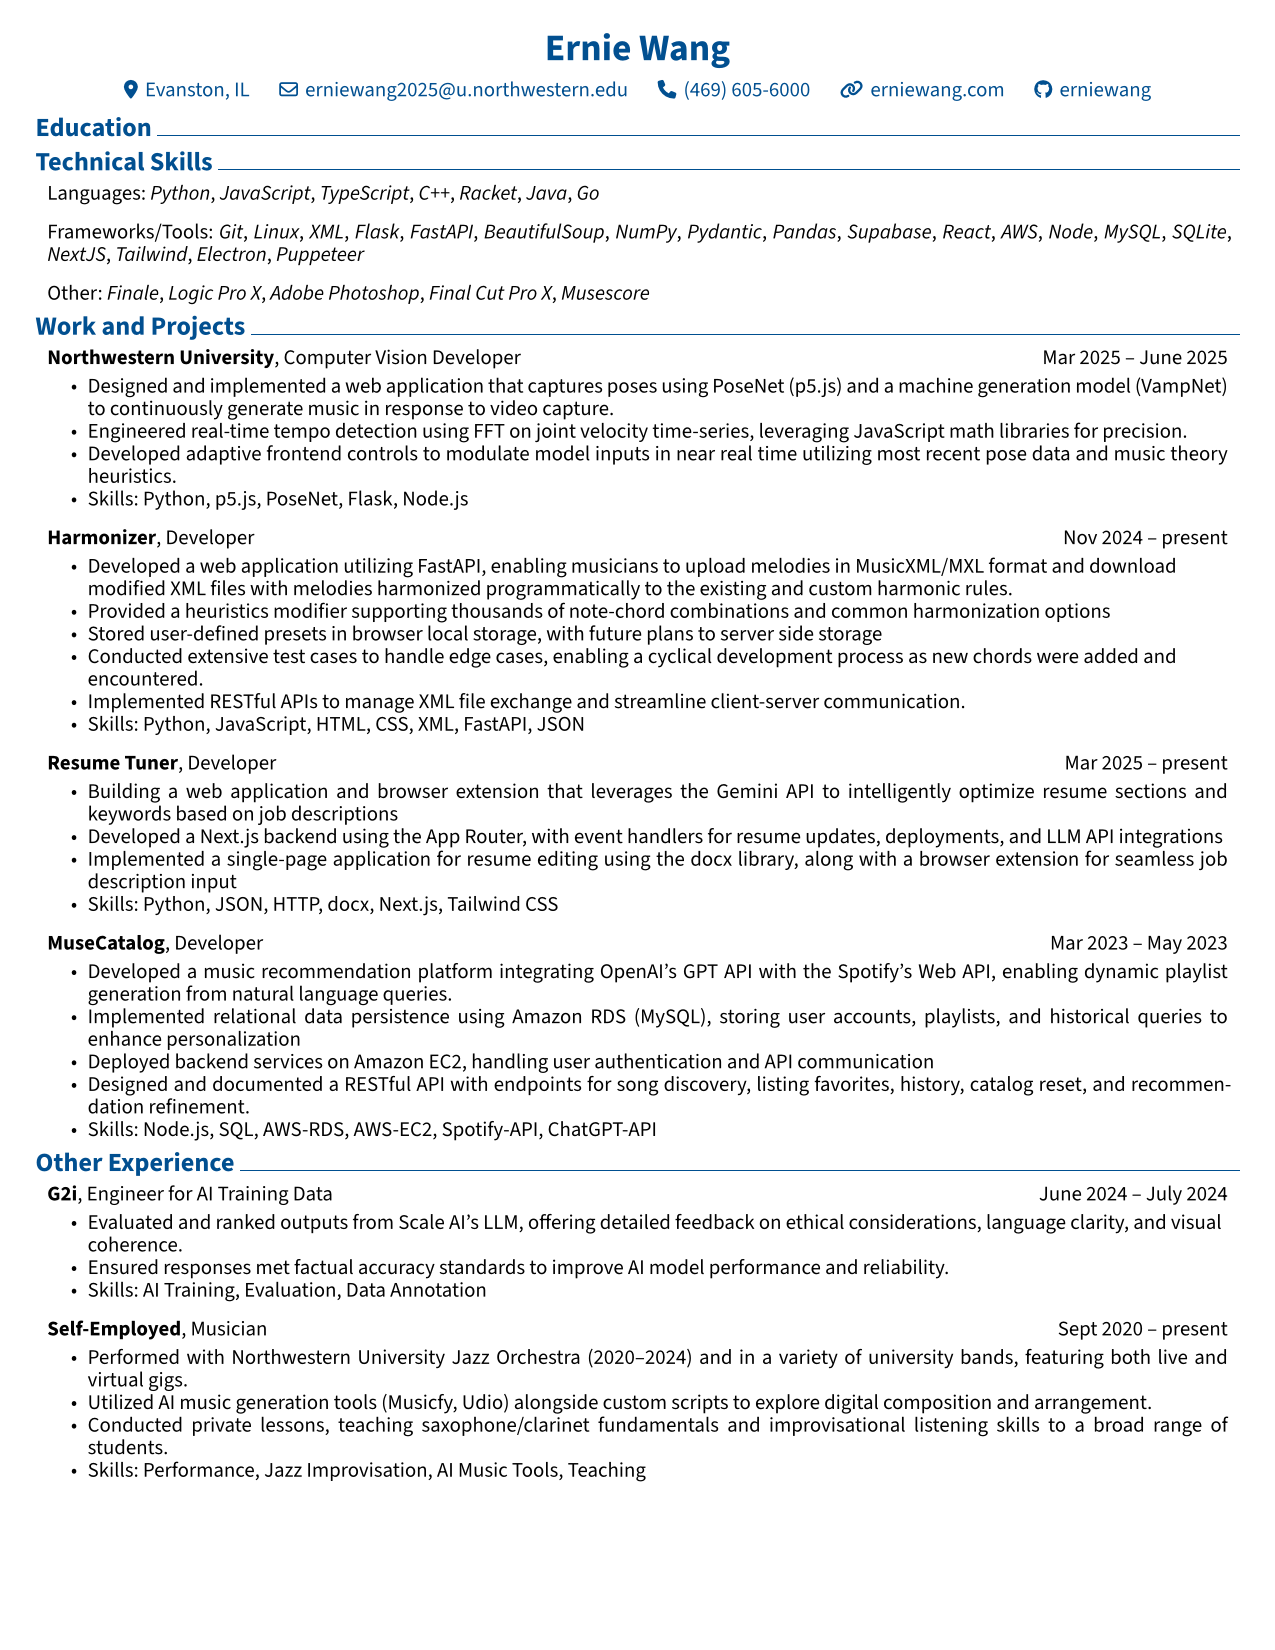 Ernie Wang
Evanston, IL erniewang2025@u.northwestern.edu (469) 605-6000 erniewang.com erniewang
Education
Technical Skills
Languages: Python, JavaScript, TypeScript, C++, Racket, Java, Go
Frameworks/Tools: Git, Linux, XML, Flask, FastAPI, BeautifulSoup, NumPy, Pydantic, Pandas, Supabase, React, AWS, Node, MySQL, SQLite,
NextJS, Tailwind, Electron, Puppeteer
Other: Finale, Logic Pro X, Adobe Photoshop, Final Cut Pro X, Musescore
Work and Projects
Northwestern University, Computer Vision Developer Mar 2025 – June 2025
• Designed and implemented a web application that captures poses using PoseNet (p5.js) and a machine generation model (VampNet)
to continuously generate music in response to video capture.
• Engineered real-time tempo detection using FFT on joint velocity time-series, leveraging JavaScript math libraries for precision.
• Developed adaptive frontend controls to modulate model inputs in near real time utilizing most recent pose data and music theory
heuristics.
• Skills: Python, p5.js, PoseNet, Flask, Node.js
Harmonizer, Developer Nov 2024 – present
• Developed a web application utilizing FastAPI, enabling musicians to upload melodies in MusicXML/MXL format and download
modified XML files with melodies harmonized programmatically to the existing and custom harmonic rules.
• Provided a heuristics modifier supporting thousands of note-chord combinations and common harmonization options
• Stored user-defined presets in browser local storage, with future plans to server side storage
• Conducted extensive test cases to handle edge cases, enabling a cyclical development process as new chords were added and
encountered.
• Implemented RESTful APIs to manage XML file exchange and streamline client-server communication.
• Skills: Python, JavaScript, HTML, CSS, XML, FastAPI, JSON
Resume Tuner, Developer Mar 2025 – present
• Building a web application and browser extension that leverages the Gemini API to intelligently optimize resume sections and
keywords based on job descriptions
• Developed a Next.js backend using the App Router, with event handlers for resume updates, deployments, and LLM API integrations
• Implemented a single-page application for resume editing using the docx library, along with a browser extension for seamless job
description input
• Skills: Python, JSON, HTTP, docx, Next.js, Tailwind CSS
MuseCatalog, Developer Mar 2023 – May 2023
• Developed a music recommendation platform integrating OpenAI’s GPT API with the Spotify’s Web API, enabling dynamic playlist
generation from natural language queries.
• Implemented relational data persistence using Amazon RDS (MySQL), storing user accounts, playlists, and historical queries to
enhance personalization
• Deployed backend services on Amazon EC2, handling user authentication and API communication
• Designed and documented a RESTful API with endpoints for song discovery, listing favorites, history, catalog reset, and recommen-
dation refinement.
• Skills: Node.js, SQL, AWS-RDS, AWS-EC2, Spotify-API, ChatGPT-API
Other Experience
G2i, Engineer for AI Training Data June 2024 – July 2024
• Evaluated and ranked outputs from Scale AI’s LLM, offering detailed feedback on ethical considerations, language clarity, and visual
coherence.
• Ensured responses met factual accuracy standards to improve AI model performance and reliability.
• Skills: AI Training, Evaluation, Data Annotation
Self-Employed, Musician Sept 2020 – present
• Performed with Northwestern University Jazz Orchestra (2020–2024) and in a variety of university bands, featuring both live and
virtual gigs.
• Utilized AI music generation tools (Musicfy, Udio) alongside custom scripts to explore digital composition and arrangement.
• Conducted private lessons, teaching saxophone/clarinet fundamentals and improvisational listening skills to a broad range of
students.
• Skills: Performance, Jazz Improvisation, AI Music Tools, Teaching